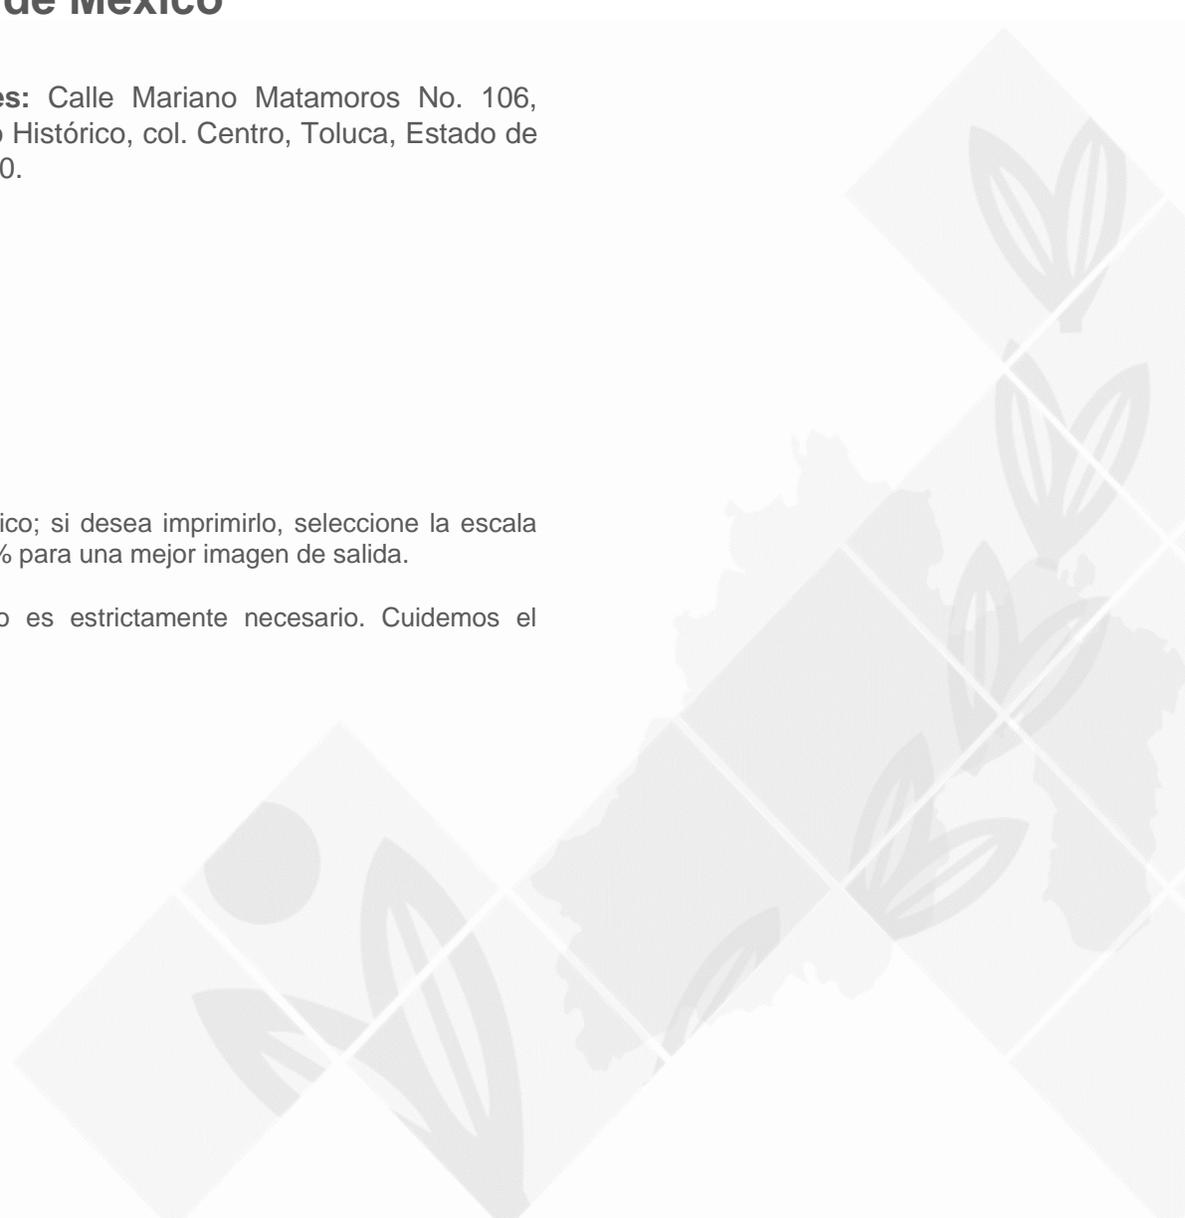 de México
es: Calle Mariano Matamoros No. 106,
o Histórico, col. Centro, Toluca, Estado de
0.
ico; si desea imprimirlo, seleccione la escala
% para una mejor imagen de salida.
o es estrictamente necesario. Cuidemos el